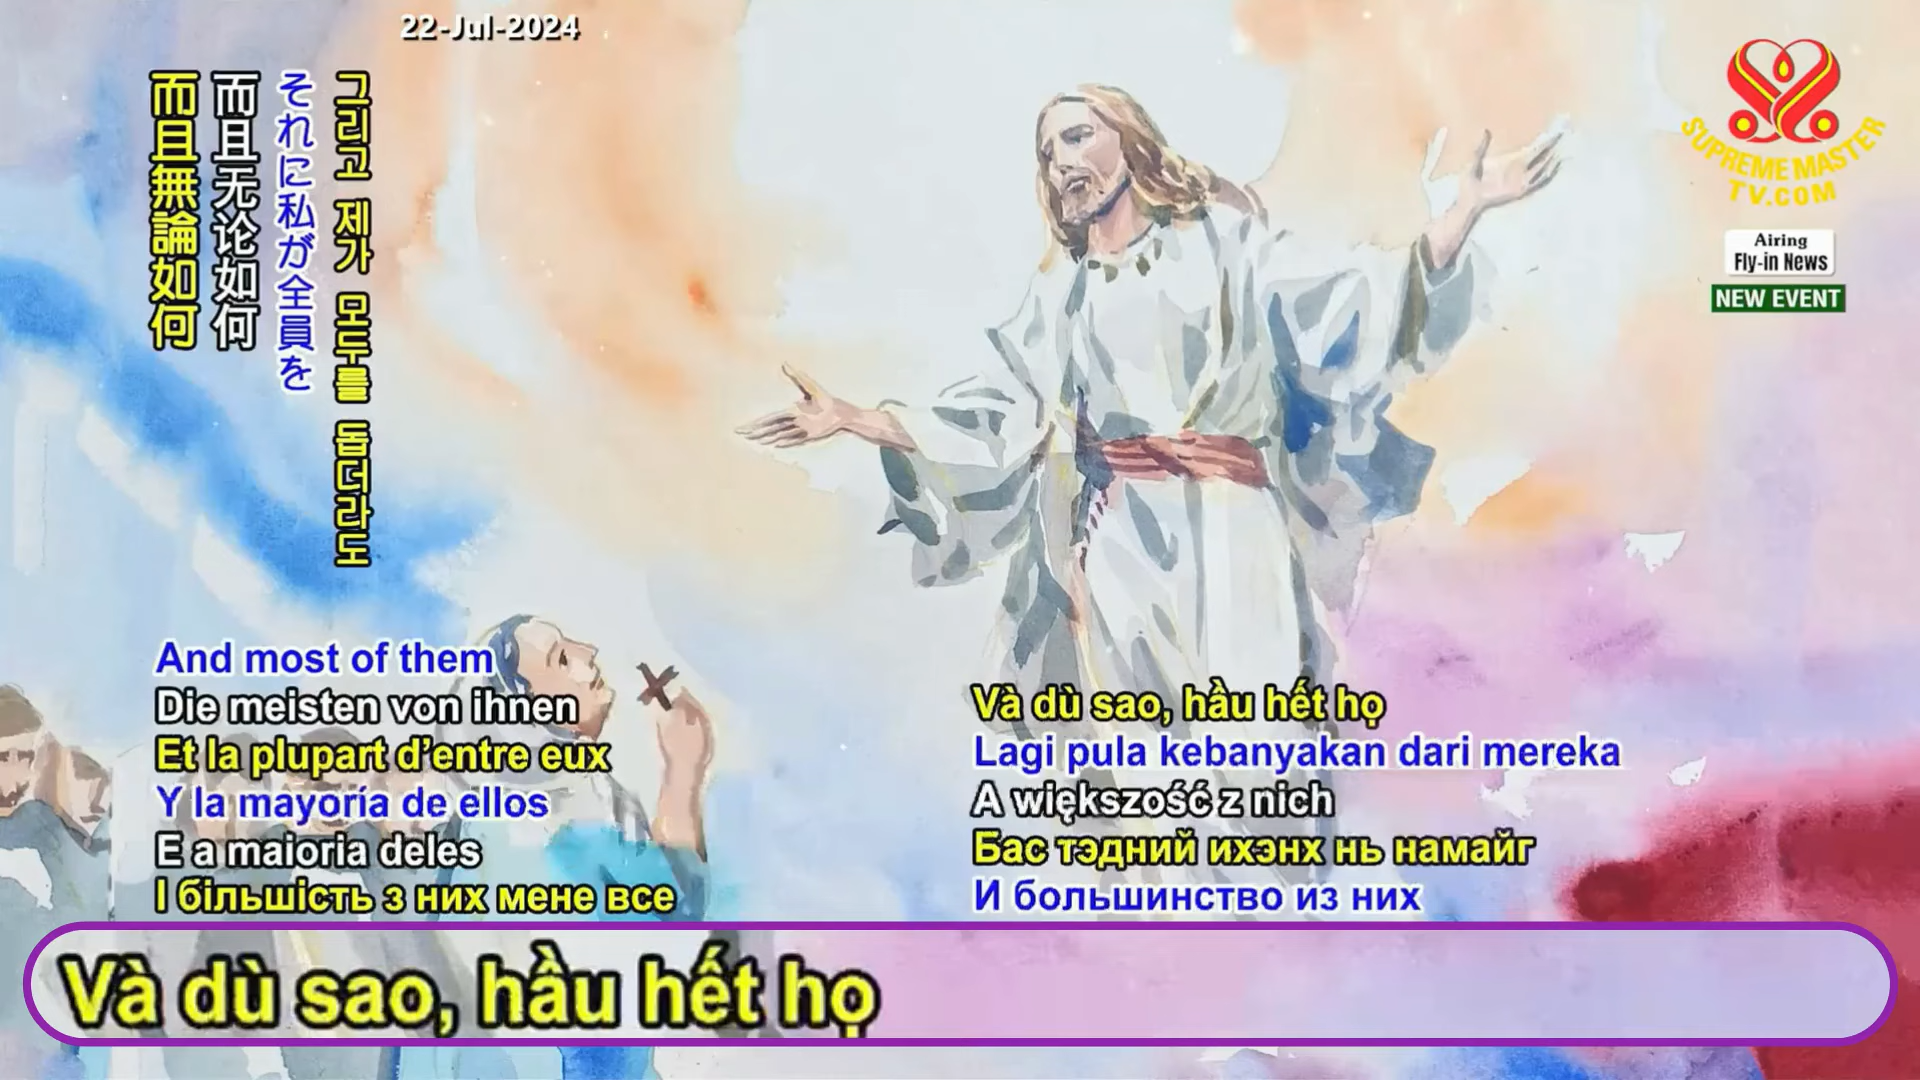 22-Jul-2024
SUPREME MASTER
TV.COM
Airing
Fly-in News
NEW EVENT
그리고 제가 모두를 돕더라도
それに私が全員を
而且无论如何
而且無論如何
And most of them
Die meisten von ihnen
Et la plupart d’entre eux
Y la mayoría de ellos
E a maioria deles
І більшість з них мене все
Và dù sao, hầu hết họ
Lagi pula kebanyakan dari mereka
A większość z nich
Бас тэдний ихэнх нь намайг
И большинство из них
Và dù sao, hầu hết họ